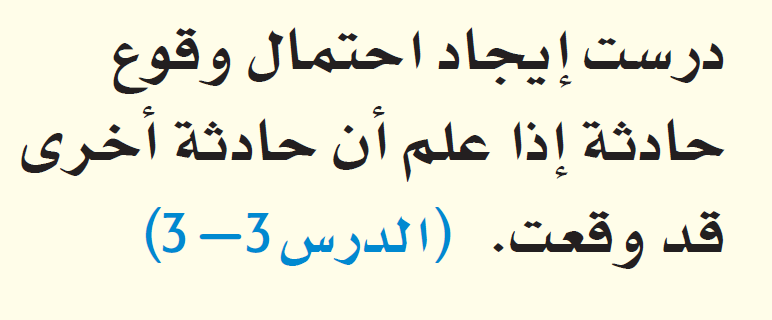 درست إيجاد احتمال وقوع
حادثة إذا علم أن حادثة أخرى
قد وقعت. (الدرس 3–3)